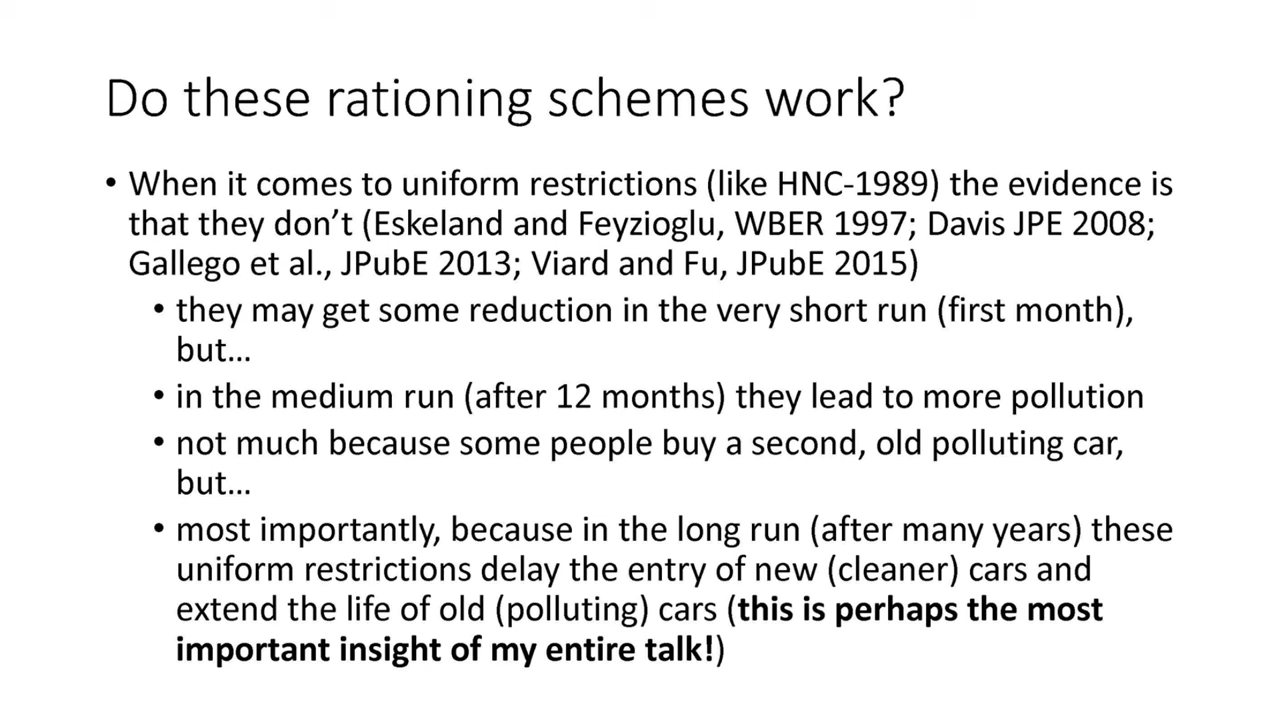 Do these rationing schemes work?
• When it comes to uniform restrictions (like HNC-1989) the evidence is
that they don’t (Eskeland and Feyzioglu, WBER 1997; Davis JPE 2008;
Gallego et al., JPubE 2013; Viard and Fu, JPubE 2015)
• they may get some reduction in the very short run (first month),
but…
• in the medium run (after 12 months) they lead to more pollution
• not much because some people buy a second, old polluting car,
but…
• most importantly, because in the long run (after many years) these
uniform restrictions delay the entry of new (cleaner) cars and
extend the life of old (polluting) cars (this is perhaps the most
important insight of my entire talk!)